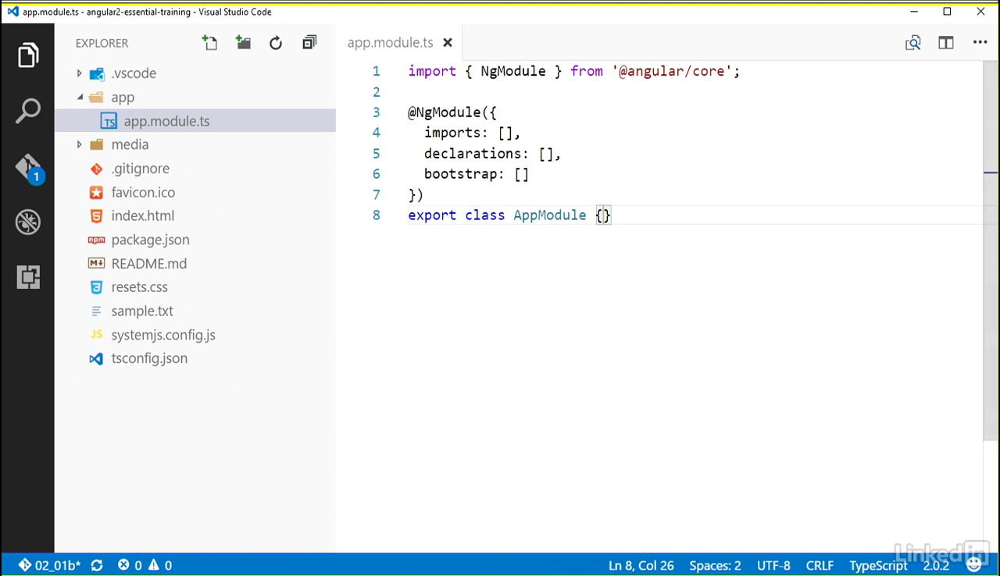 app.module.ts - angular2-essential-training - Visual Studio Code
EXPLORER
.vscode
app
TS app.module.ts
media
.gitignore
favicon.ico
index.html
npm package.json
M↓ README.md
resets.css
sample.txt
JS systemjs.config.js
tsconfig.json
1
app.module.ts
1 import { NgModule } from '@angular/core';
2
3 @NgModule({
4 imports: [],
5 declarations: [],
6 bootstrap: []
7 })
8 export class AppModule {}
02_01b* 0 0 Ln 8, Col 26 Spaces: 2 UTF-8 CRLF TypeScript 2.0.2
Linked in